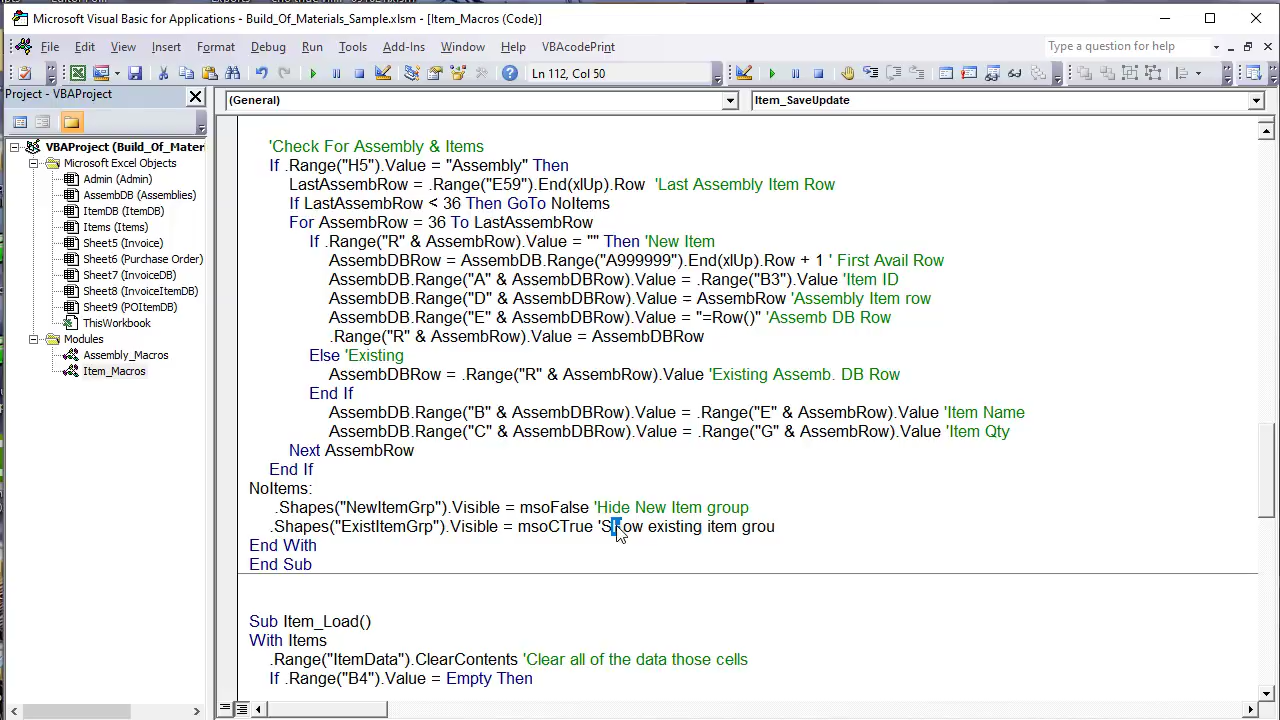 Microsoft Visual Basic for Applications - Build_Of_Materials_Sample.xlsm - [Item_Macros (Code)]
File Edit View Insert Format Debug Run Tools Add-Ins Window Help VBAcodePrint Type a question for help
Ln 112, Col 50
Project - VBAProject
(General) Item_SaveUpdate
VBAProject (Build_Of_Mater
Microsoft Excel Objects
Admin (Admin)
AssembDB (Assemblies)
ItemDB (ItemDB)
Items (Items)
Sheet5 (Invoice)
Sheet6 (Purchase Order)
Sheet7 (InvoiceDB)
Sheet8 (InvoiceItemDB)
Sheet9 (POItemDB)
ThisWorkbook
Modules
Assembly_Macros
Item_Macros
'Check For Assembly & Items
If .Range("H5").Value = "Assembly" Then
LastAssembRow = .Range("E59").End(xlUp).Row 'Last Assembly Item Row
If LastAssembRow < 36 Then GoTo NoItems
For AssembRow = 36 To LastAssembRow
If .Range("R" & AssembRow).Value = "" Then 'New Item
AssembDBRow = AssembDB.Range("A999999").End(xlUp).Row + 1 ' First Avail Row
AssembDB.Range("A" & AssembDBRow).Value = .Range("B3").Value 'Item ID
AssembDB.Range("D" & AssembDBRow).Value = AssembRow 'Assembly Item row
AssembDB.Range("E" & AssembDBRow).Value = "=Row()" 'Assemb DB Row
.Range("R" & AssembRow).Value = AssembDBRow
Else 'Existing
AssembDBRow = .Range("R" & AssembRow).Value 'Existing Assemb. DB Row
End If
AssembDB.Range("B" & AssembDBRow).Value = .Range("E" & AssembRow).Value 'Item Name
AssembDB.Range("C" & AssembDBRow).Value = .Range("G" & AssembRow).Value 'Item Qty
Next AssembRow
End If
NoItems:
.Shapes("NewItemGrp").Visible = msoFalse 'Hide New Item group
.Shapes("ExistItemGrp").Visible = msoCTrue 'SHow existing item grou
End With
End Sub
Sub Item_Load()
With Items
.Range("ItemData").ClearContents 'Clear all of the data those cells
If .Range("B4").Value = Empty Then